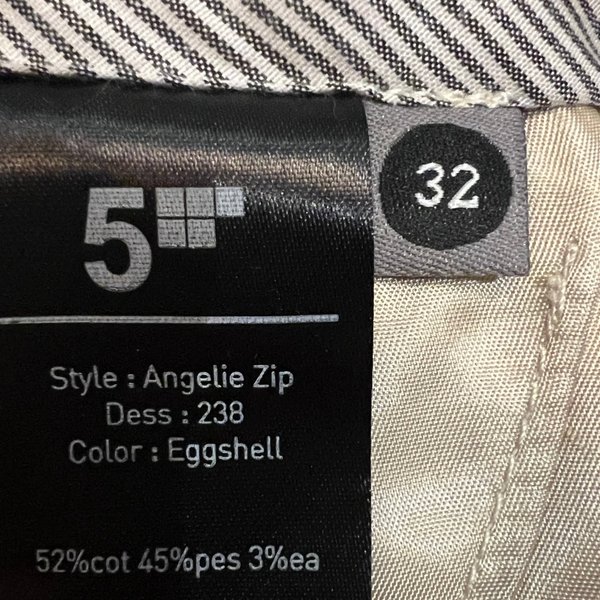 5
32
Style : Angelie Zip
Dess : 238
Color : Eggshell
52%cot 45%pes 3%ea